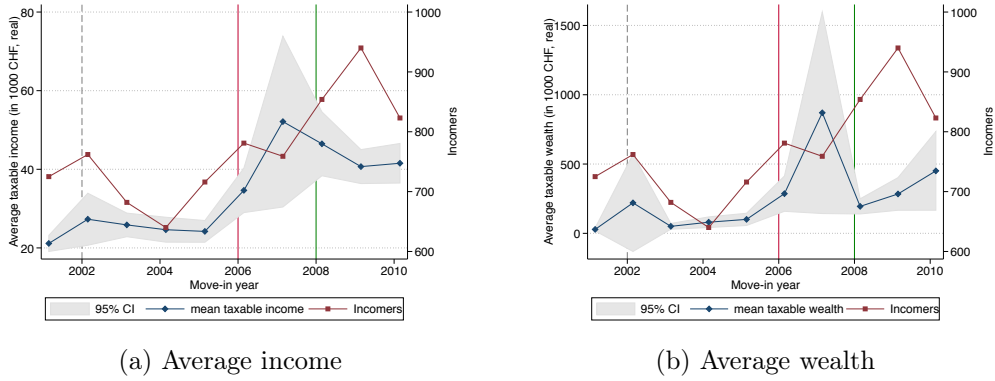 80
60
40
20
Average taxable income (in 1000 CHF, real)
1000
900
800
700
600
Incomers
2002 2004 2006 2008 2010
Move-in year
95% CI mean taxable income Incomers
(a) Average income
1500
1000
500
0
Average taxable wealth (in 1000 CHF, real)
1000
900
800
700
600
Incomers
2002 2004 2006 2008 2010
Move-in year
95% CI mean taxable wealth Incomers
(b) Average wealth